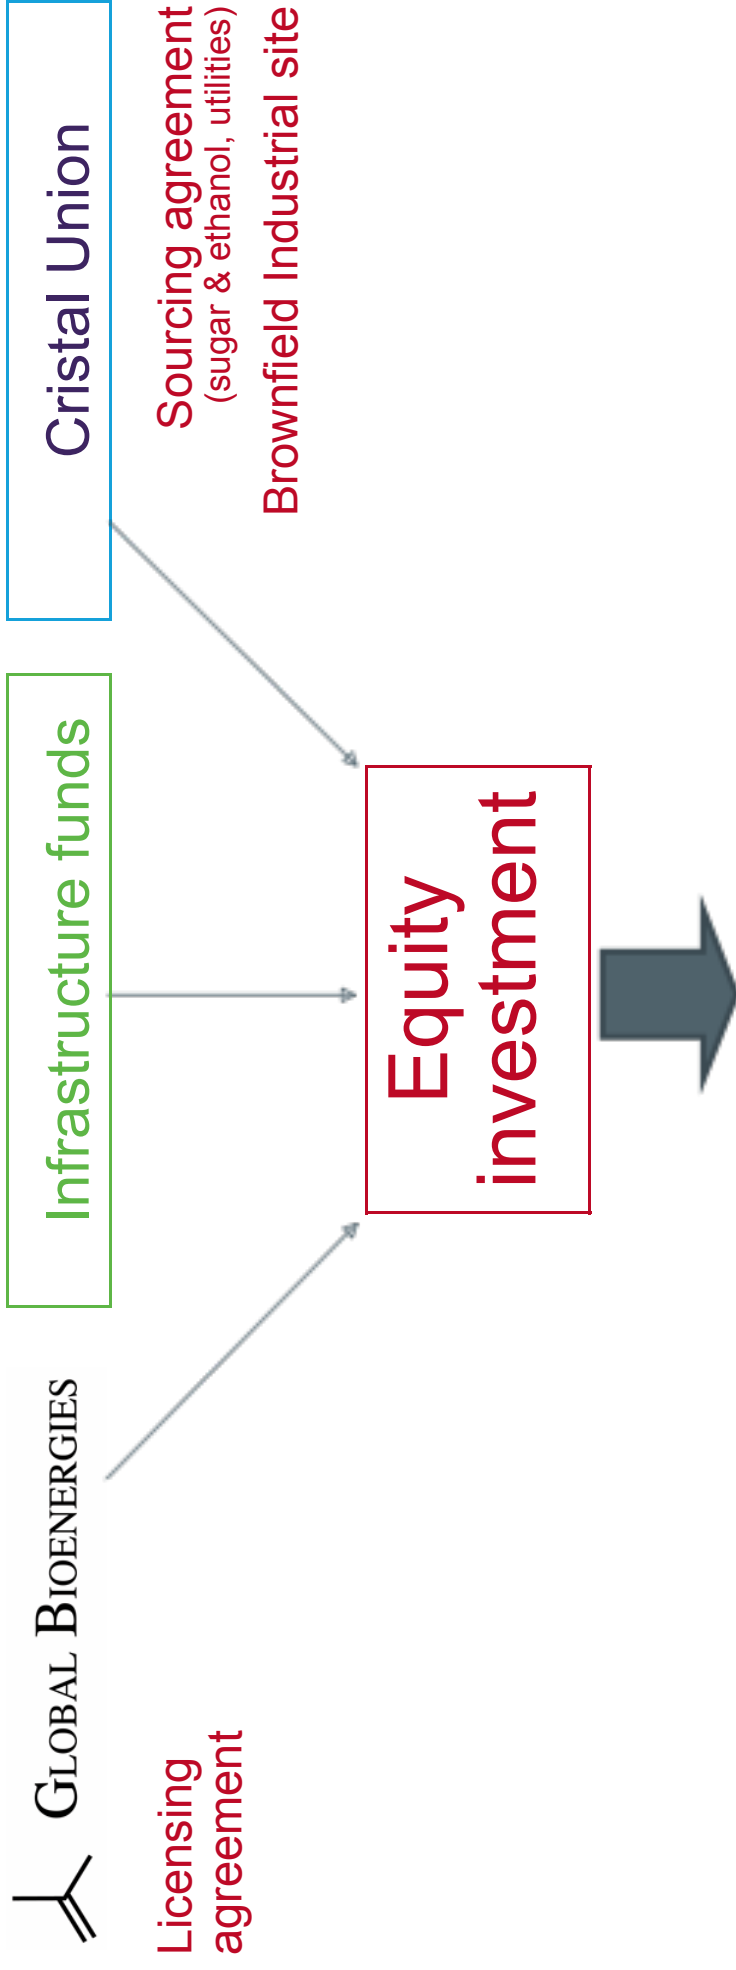 GLOBAL BIOENERGIES
Infrastructure funds
Cristal Union
Licensing
agreement
Sourcing agreement
(sugar & ethanol, utilities)
Brownfield Industrial site
Equity
investment